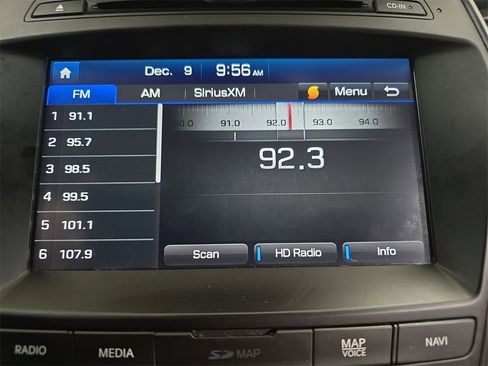 CD-IN
Dec. 9 9:56 AM
FM AM SiriusXM Menu
1 91.1
2 95.7
3 98.5
4 99.5
5 101.1
6 107.9
90.0 91.0 92.0 93.0 94.0
92.3
Scan HD Radio Info
RADIO MEDIA SD MAP MAP VOICE NAVI